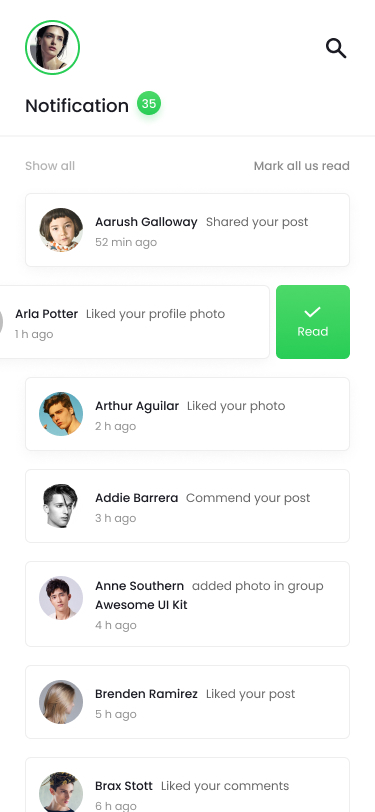 Notification 35
Show all Mark all us read
Aarush Galloway Shared your post
52 min ago
Arla Potter Liked your profile photo
1 h ago
Read
Arthur Aguilar Liked your photo
2 h ago
Addie Barrera Commend your post
3 h ago
Anne Southern added photo in group
Awesome UI Kit
4 h ago
Brenden Ramirez Liked your post
5 h ago
Brax Stott Liked your comments
6 h ago